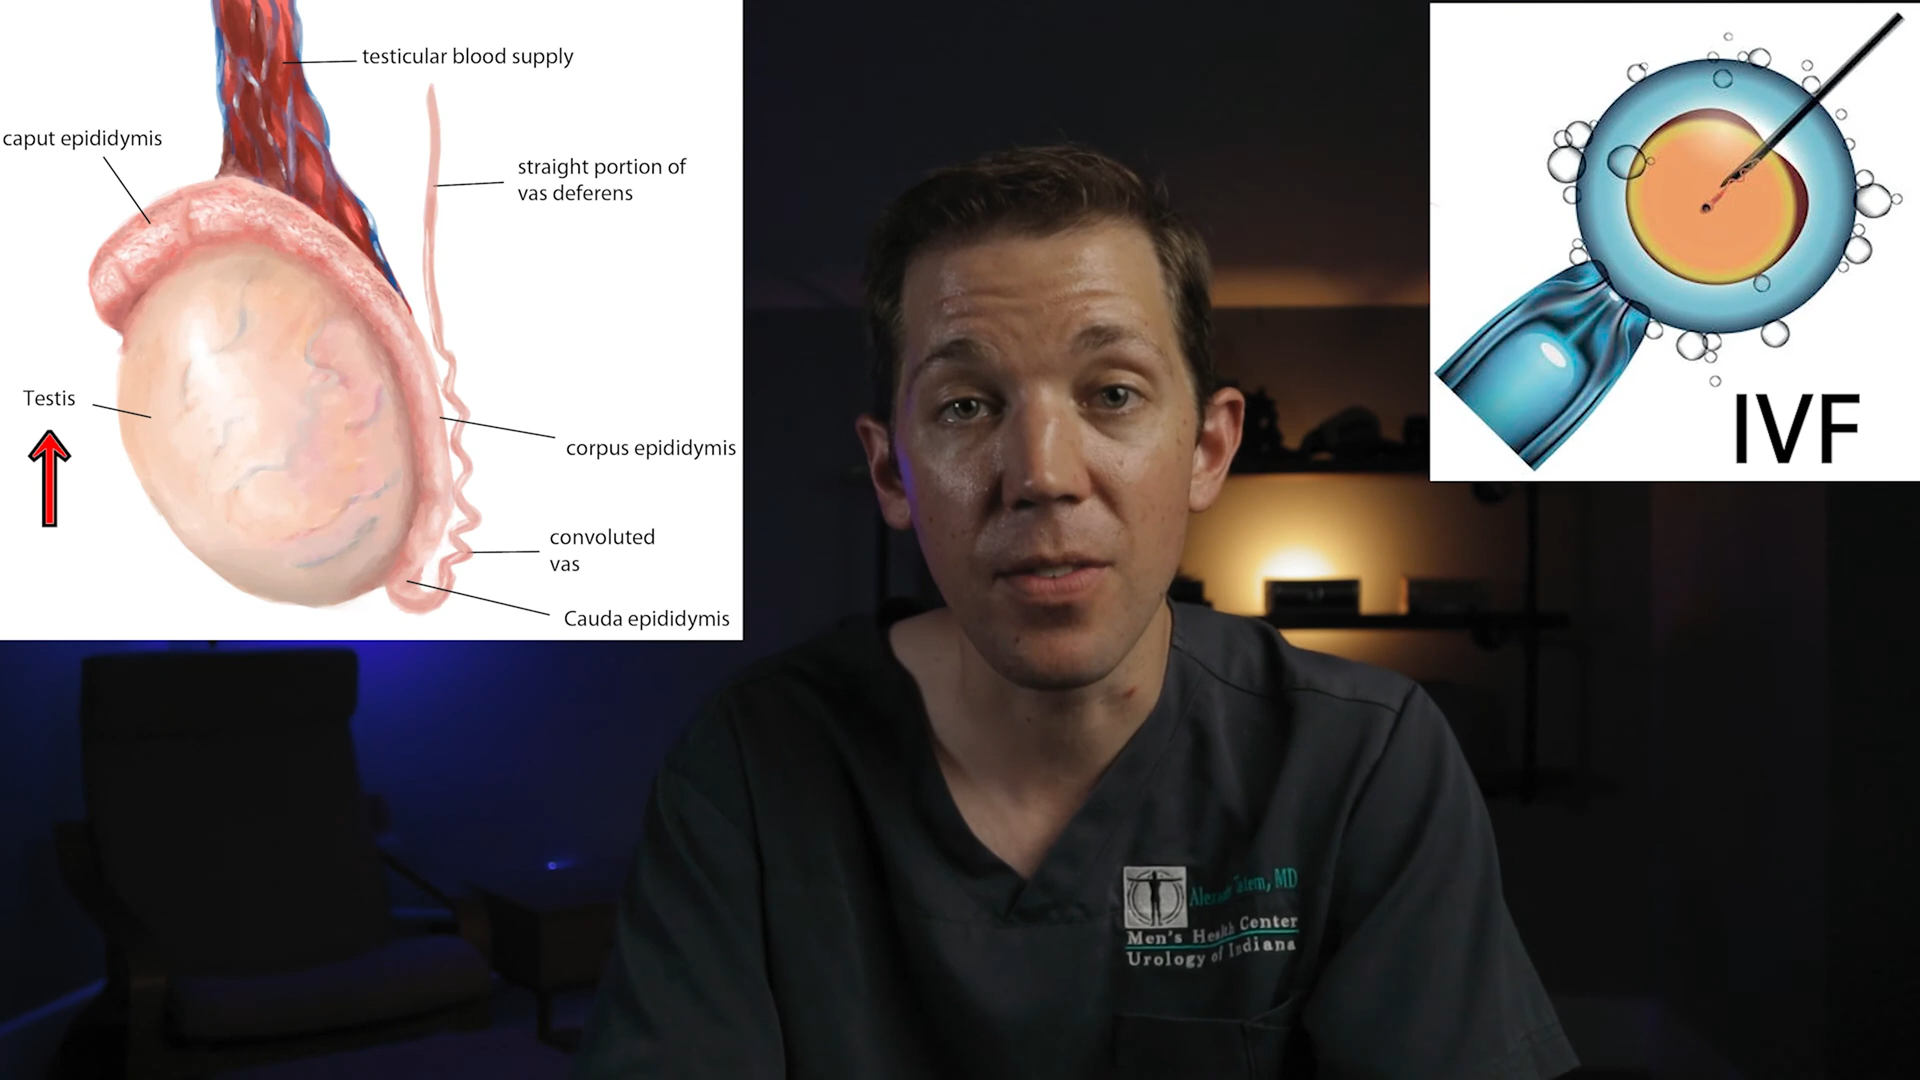 testicular blood supply
caput epididymis
straight portion of
vas deferens
Testis
corpus epididymis
convoluted
vas
Cauda epididymis
IVF
MD
Men's Health Center
Urology of Indiana